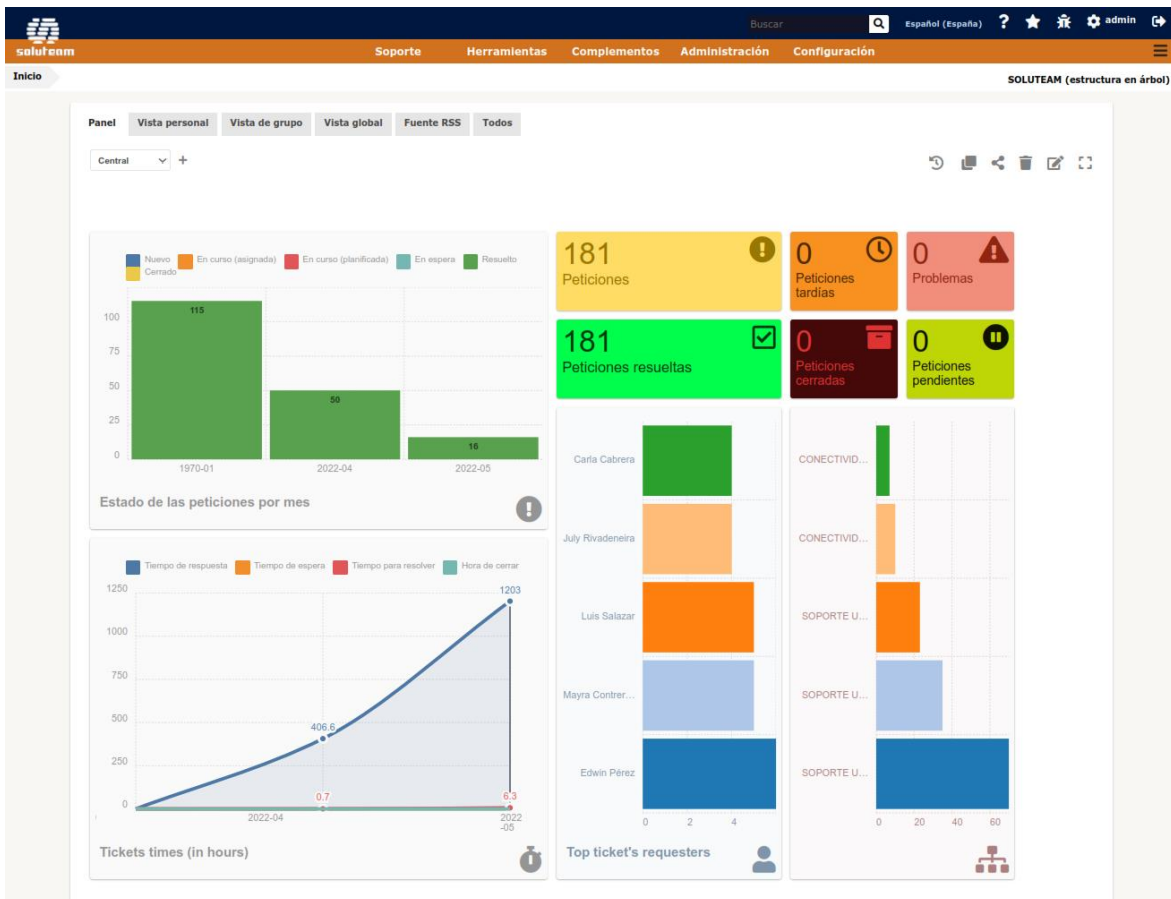 Buscar
Español (España)
?
admin
soluteam
Soporte Herramientas Complementos Administración Configuración
Inicio
SOLUTEAM (estructura en árbol)
Panel Vista personal Vista de grupo Vista global Fuente RSS Todos
Central +
Nuevo En curso (asignada) En curso (planificada) En espera Resuelto
Cerrado
115
50
16
100
75
50
25
0
1970-01 2022-04 2022-05
Estado de las peticiones por mes
181
Peticiones
0
Peticiones
tardías
0
Problemas
181
Peticiones resueltas
0
Peticiones
cerradas
0
Peticiones
pendientes
Tiempo de respuesta Tiempo de espera Tiempo para resolver Hora de cerrar
1250
1000
750
500
250
0
1203
406.6
0.7
6.3
2022-04
2022
-05
Tickets times (in hours)
Carla Cabrera
July Rivadeneira
Luis Salazar
Mayra Contrer...
Edwin Pérez
0 2 4
Top ticket's requesters
CONECTIVID...
CONECTIVID...
SOPORTE U...
SOPORTE U...
SOPORTE U...
0 20 40 60